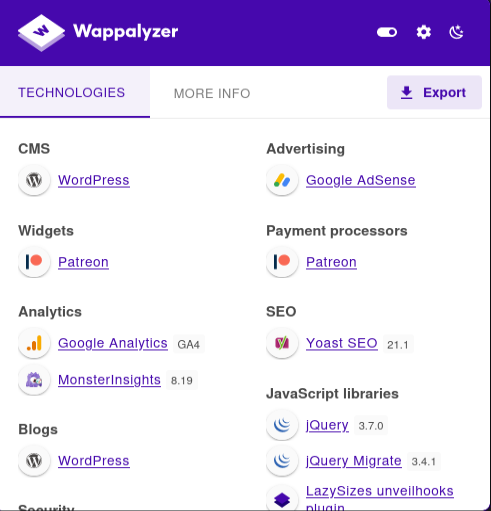 Wappalyzer
TECHNOLOGIES
MORE INFO
Export
CMS
WordPress
Widgets
Patreon
Analytics
Google Analytics GA4
MonsterInsights 8.19
Blogs
WordPress
Security
Advertising
Google AdSense
Payment processors
Patreon
SEO
Yoast SEO 21.1
JavaScript libraries
jQuery 3.7.0
jQuery Migrate 3.4.1
LazySizes unveilhooks
plugin